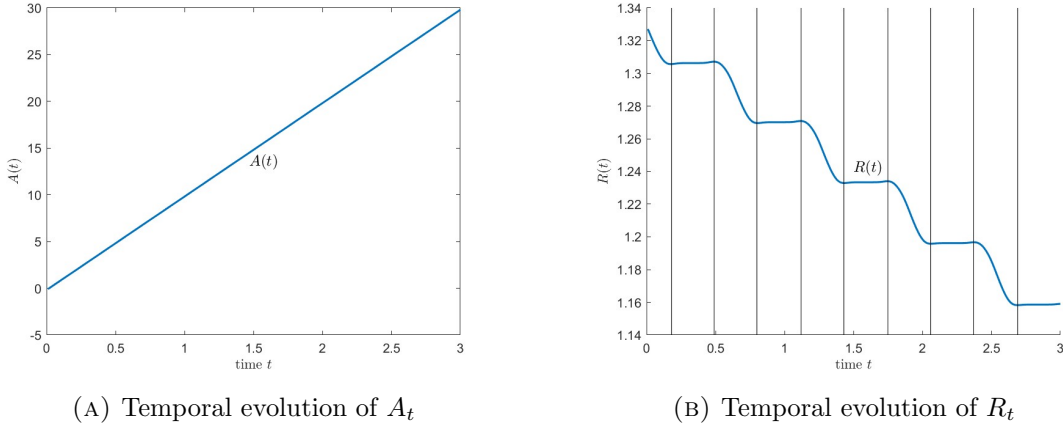 30
25
20
15
10
5
0
-5
A(t)
A(t)
0 0.5 1 1.5 2 2.5 3
time t
(A) Temporal evolution of A_t
1.34
1.32
1.3
1.28
1.26
1.24
1.22
1.2
1.18
1.16
1.14
R(t)
R(t)
0 0.5 1 1.5 2 2.5 3
time t
(B) Temporal evolution of R_t